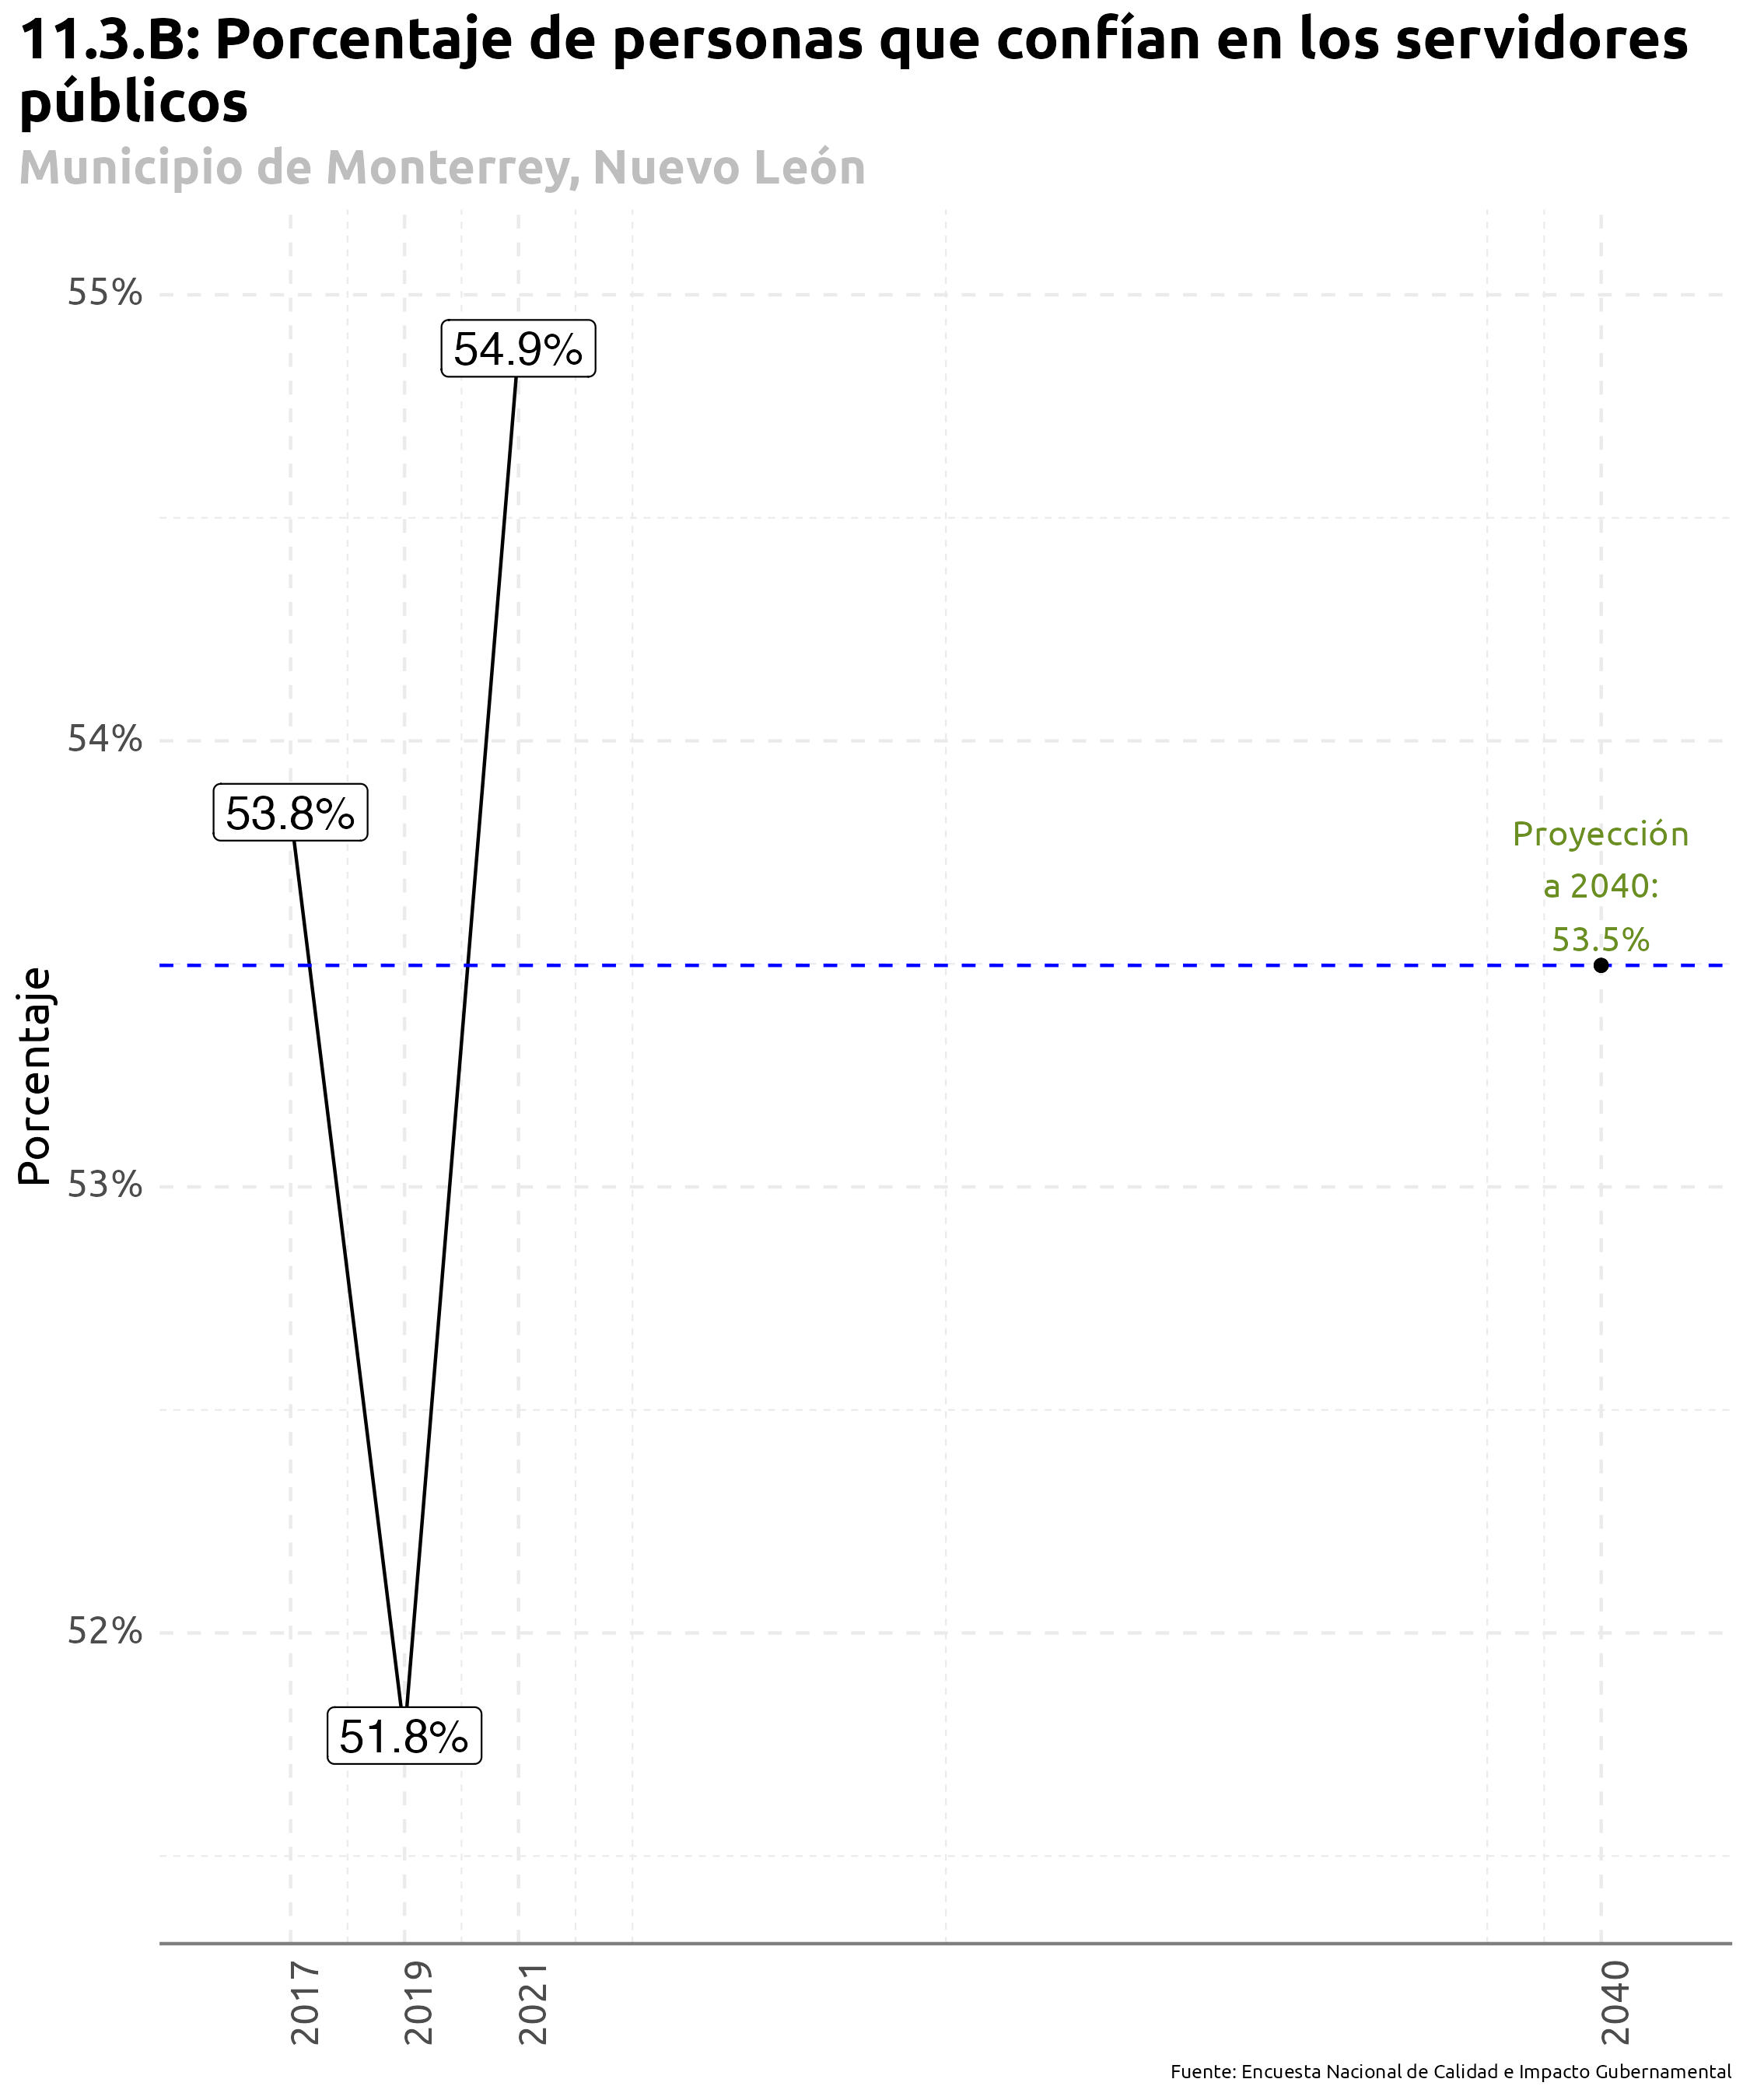 11.3.B: Porcentaje de personas que confían en los servidores
públicos
Municipio de Monterrey, Nuevo León
55%
54.9%
54%
53.8%
Proyección
a 2040:
53.5%
Porcentaje
53%
52%
51.8%
2017
2019
2021
2040
Fuente: Encuesta Nacional de Calidad e Impacto Gubernamental